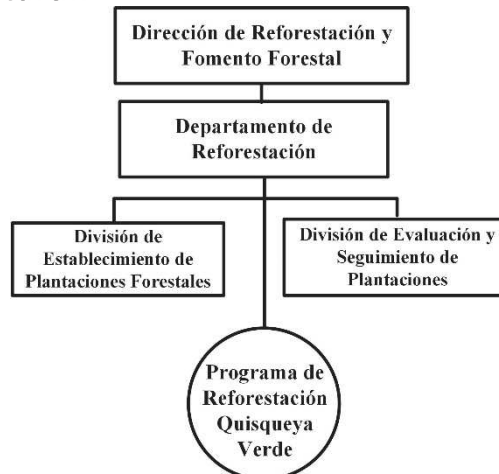 Dirección de Reforestación y
Fomento Forestal
Departamento de
Reforestación
División de
Establecimiento de
Plantaciones Forestales
División de Evaluación y
Seguimiento de
Plantaciones
Programa de
Reforestación
Quisqueya
Verde